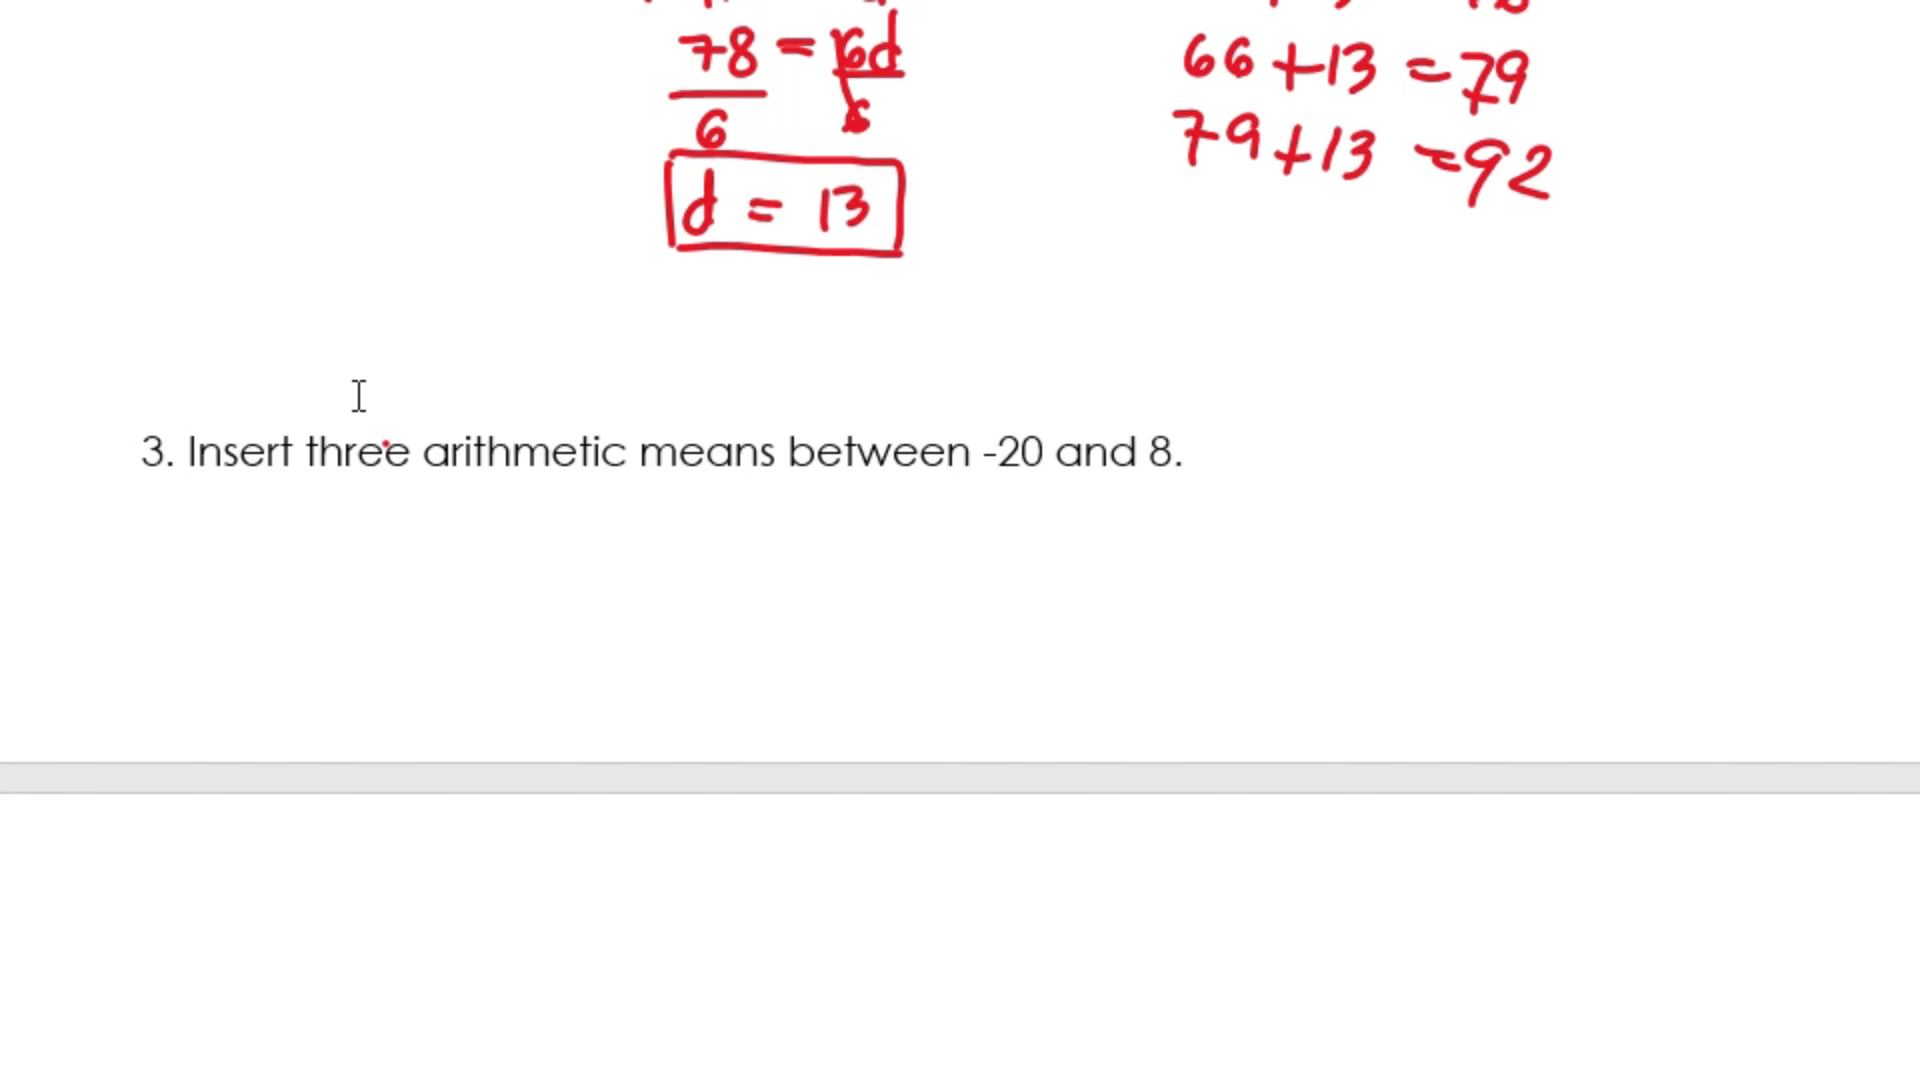 78 = 6d
6 6
d = 13
66 + 13 = 79
79 + 13 = 92
3. Insert three arithmetic means between -20 and 8.